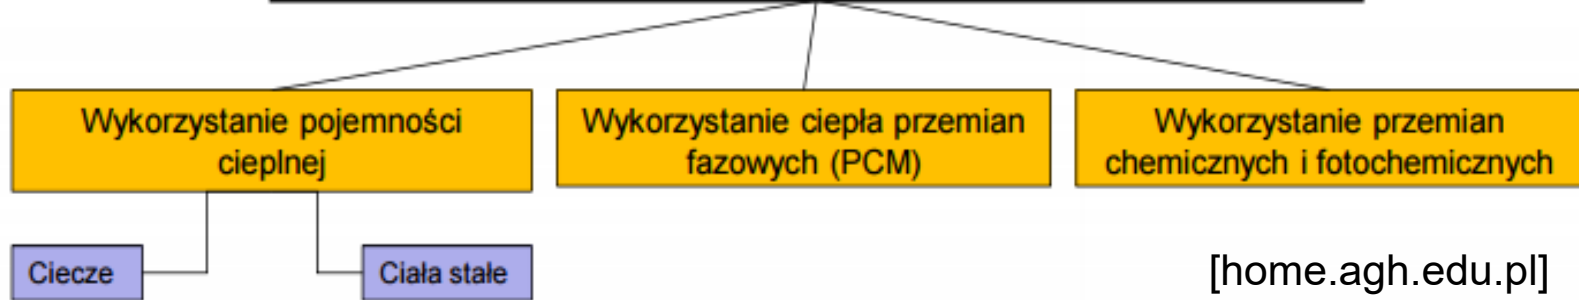 Wykorzystanie pojemności
cieplnej
Wykorzystanie ciepła przemian
fazowych (PCM)
Wykorzystanie przemian
chemicznych i fotochemicznych
Ciecze
Ciała stałe
[home.agh.edu.pl]